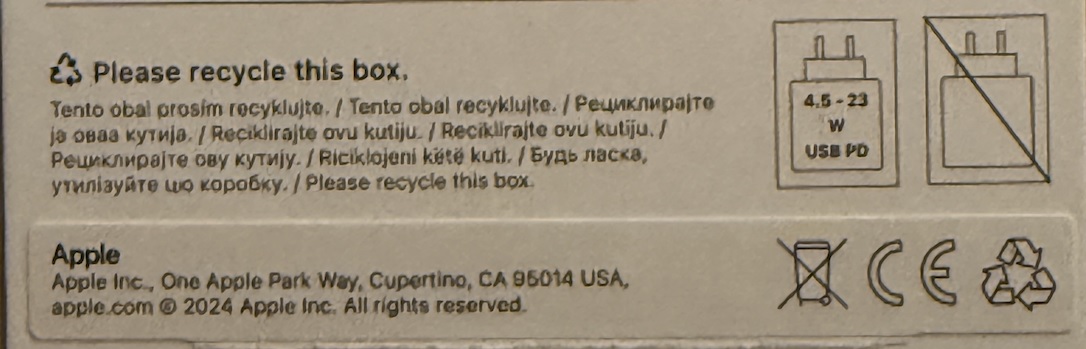 Please recycle this box.
Tento obal prosím recyklujte. / Tento obal recyklujte. / Рециклирајте
ја оваа кутија. / Reciklirajte ovu kutiju. / Reciklirajte ovu kutiju. /
Рециклирајте ову кутију. / Riciklojeni këtë kuti. / Будь ласка,
утилізуйте цю коробку. / Please recycle this box.
4.5 - 23
W
USB PD
Apple
Apple Inc., One Apple Park Way, Cupertino, CA 95014 USA,
apple.com © 2024 Apple Inc. All rights reserved.
CE